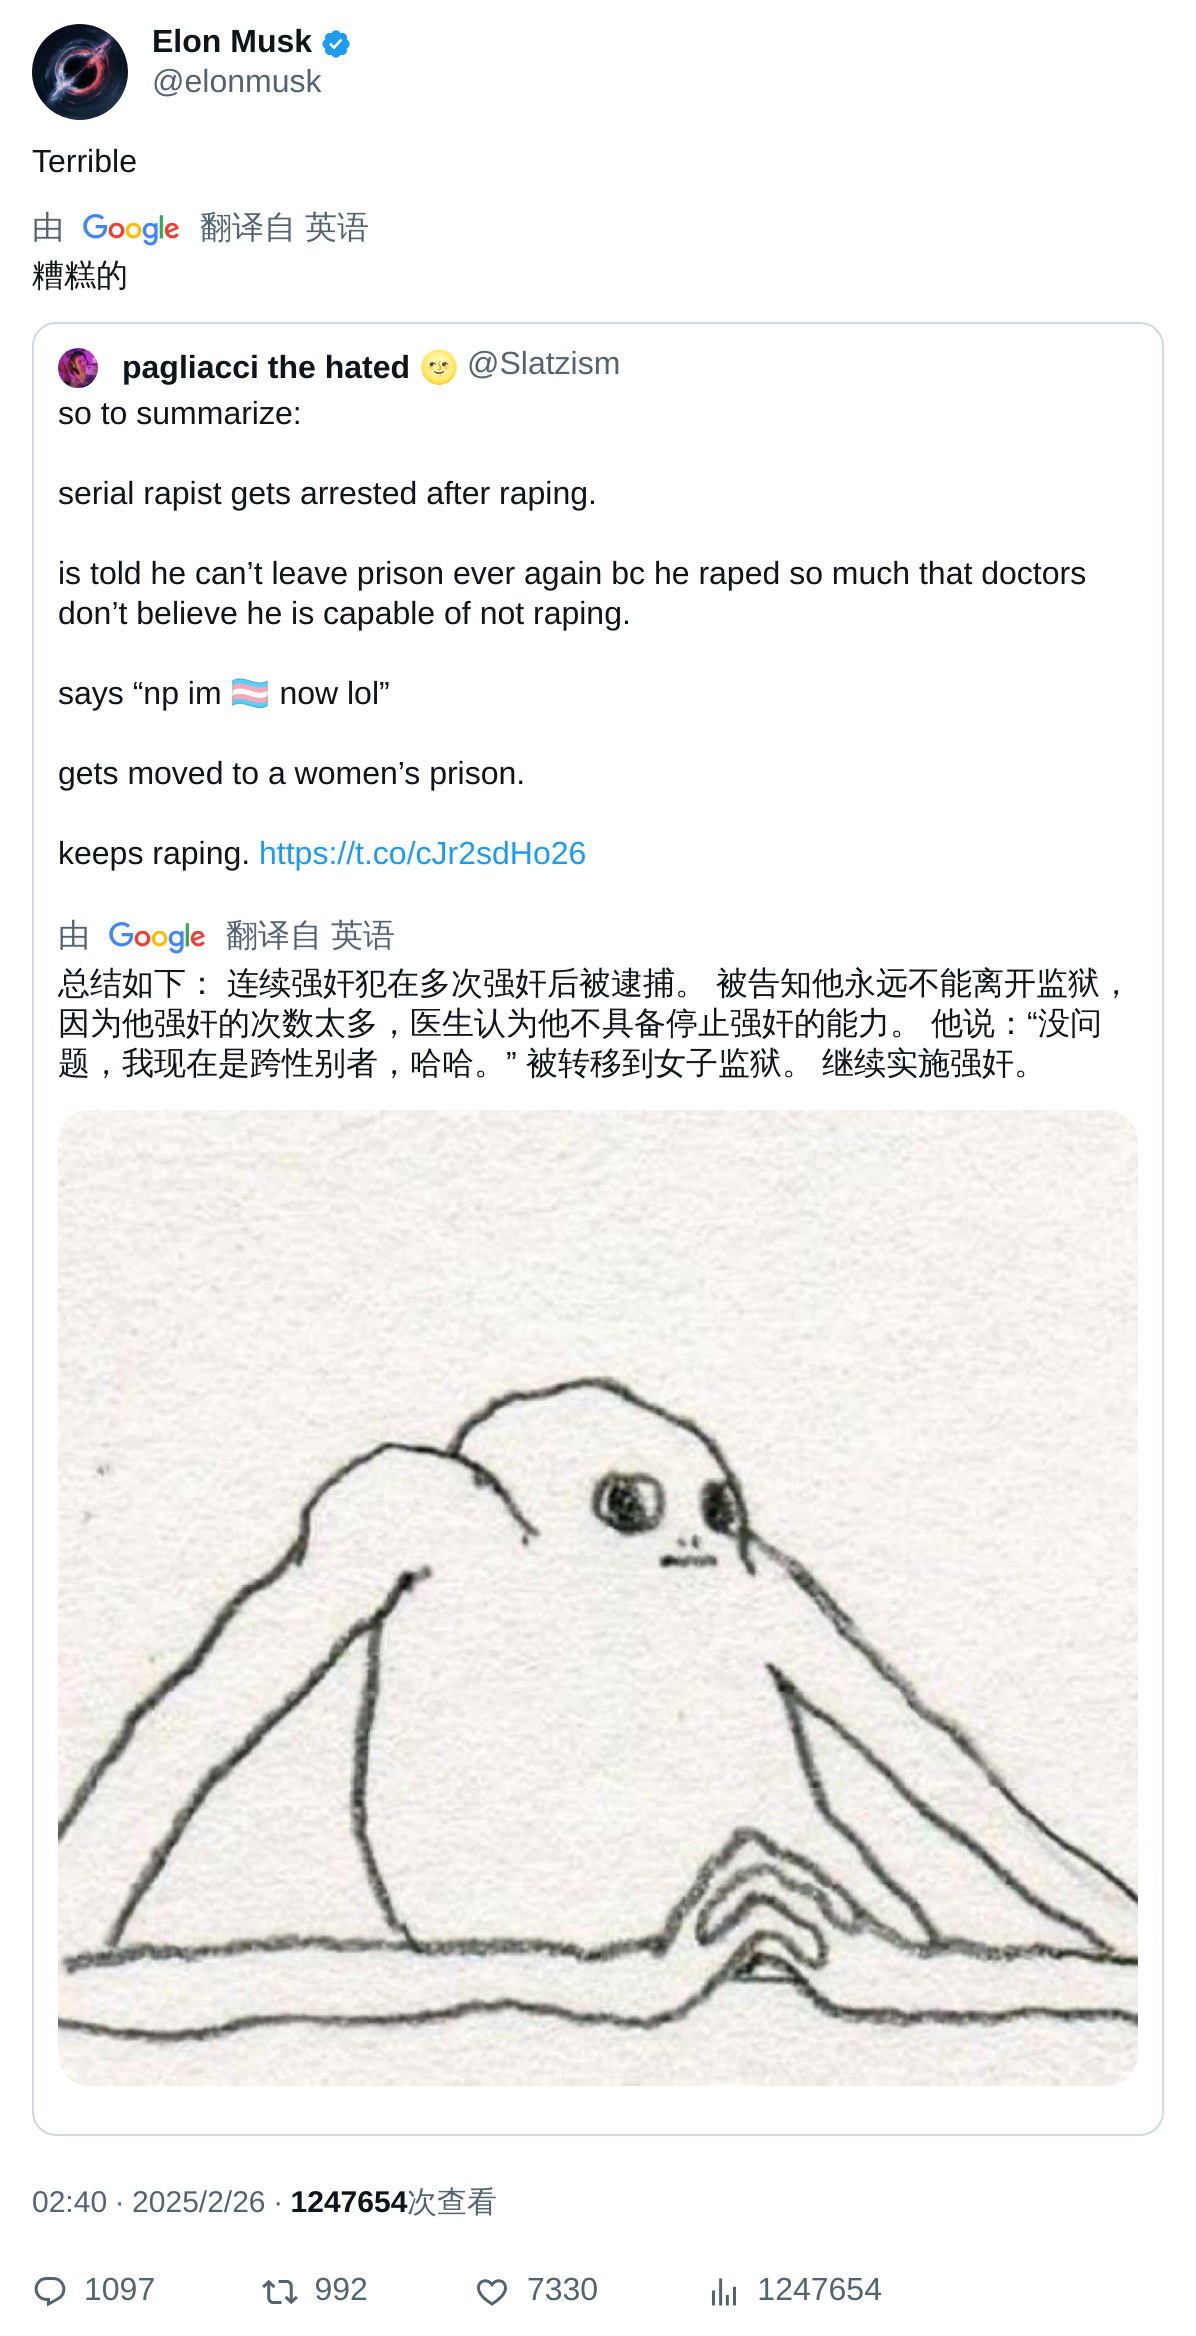 Elon Musk
@elonmusk
Terrible
由 Google 翻译自 英语
糟糕的
pagliacci the hated 🌝 @Slatzism
so to summarize:
serial rapist gets arrested after raping.
is told he can’t leave prison ever again bc he raped so much that doctors
don’t believe he is capable of not raping.
says “np im 🏳️‍⚧️ now lol”
gets moved to a women’s prison.
keeps raping. https://t.co/cJr2sdHo26
由 Google 翻译自 英语
总结如下： 连续强奸犯在多次强奸后被逮捕。 被告知他永远不能离开监狱，
因为他强奸的次数太多，医生认为他不具备停止强奸的能力。 他说：“没问
题，我现在是跨性别者，哈哈。” 被转移到女子监狱。 继续实施强奸。
02:40 · 2025/2/26 · 1247654次查看
1097 992 7330 1247654